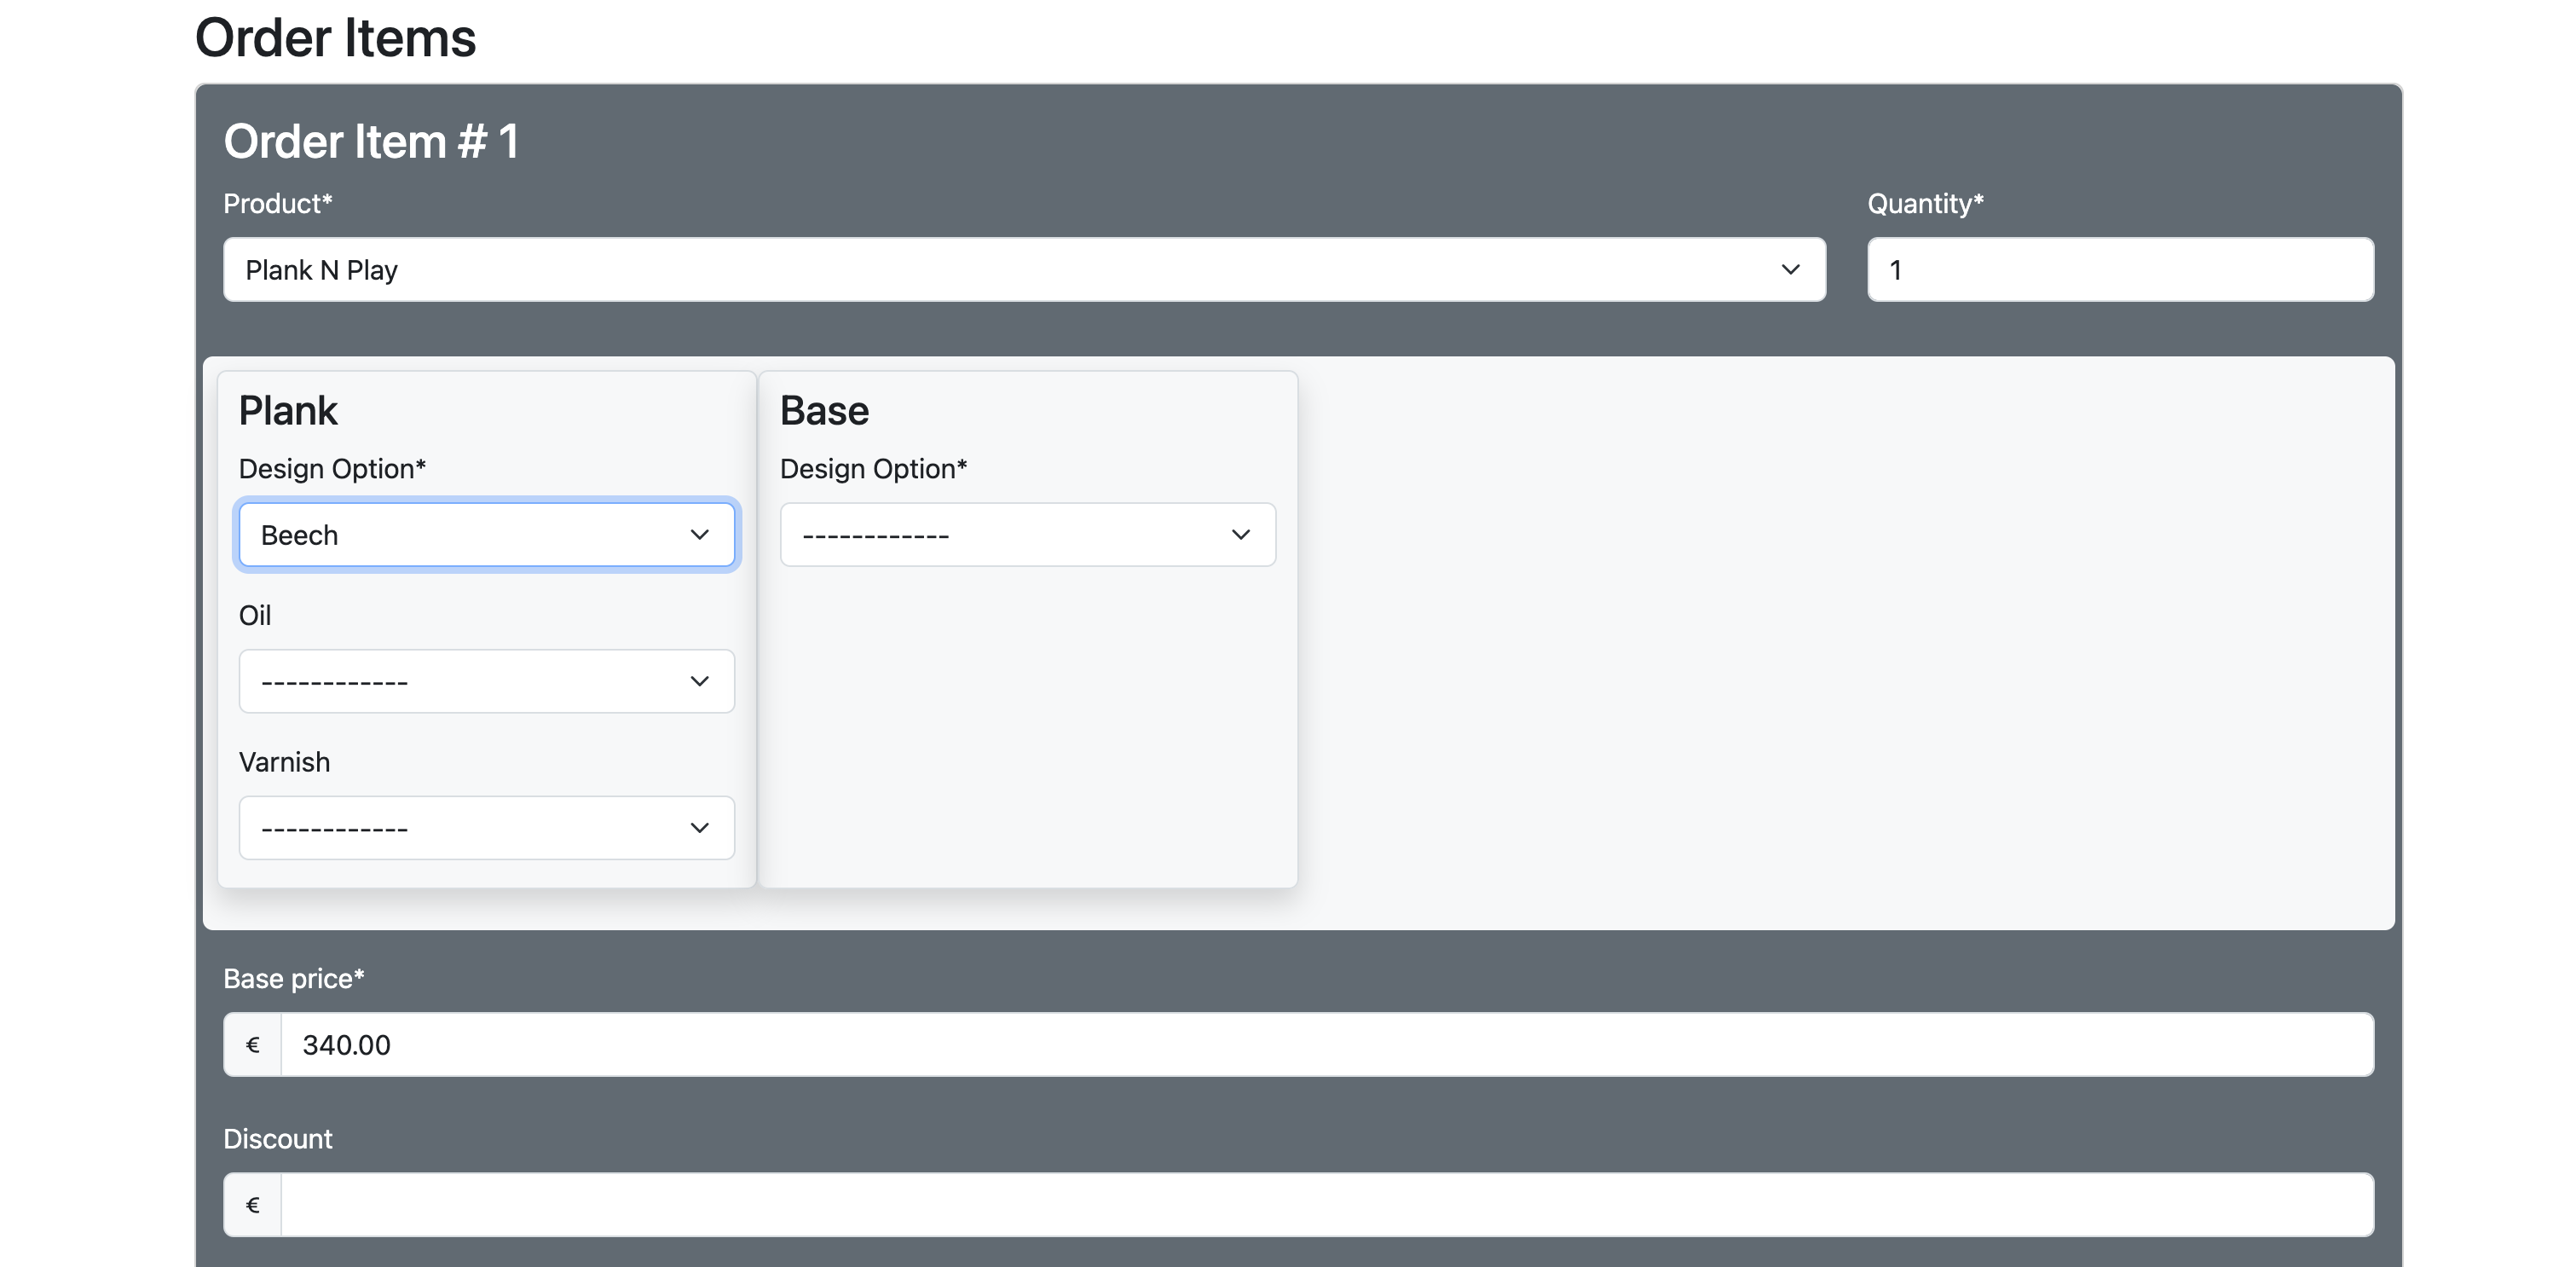 Order Items
Order Item # 1
Product*
Quantity*
Plank N Play
1
Plank
Base
Design Option*
Design Option*
Beech
------------
Oil
------------
Varnish
------------
Base price*
€ 340.00
Discount
€